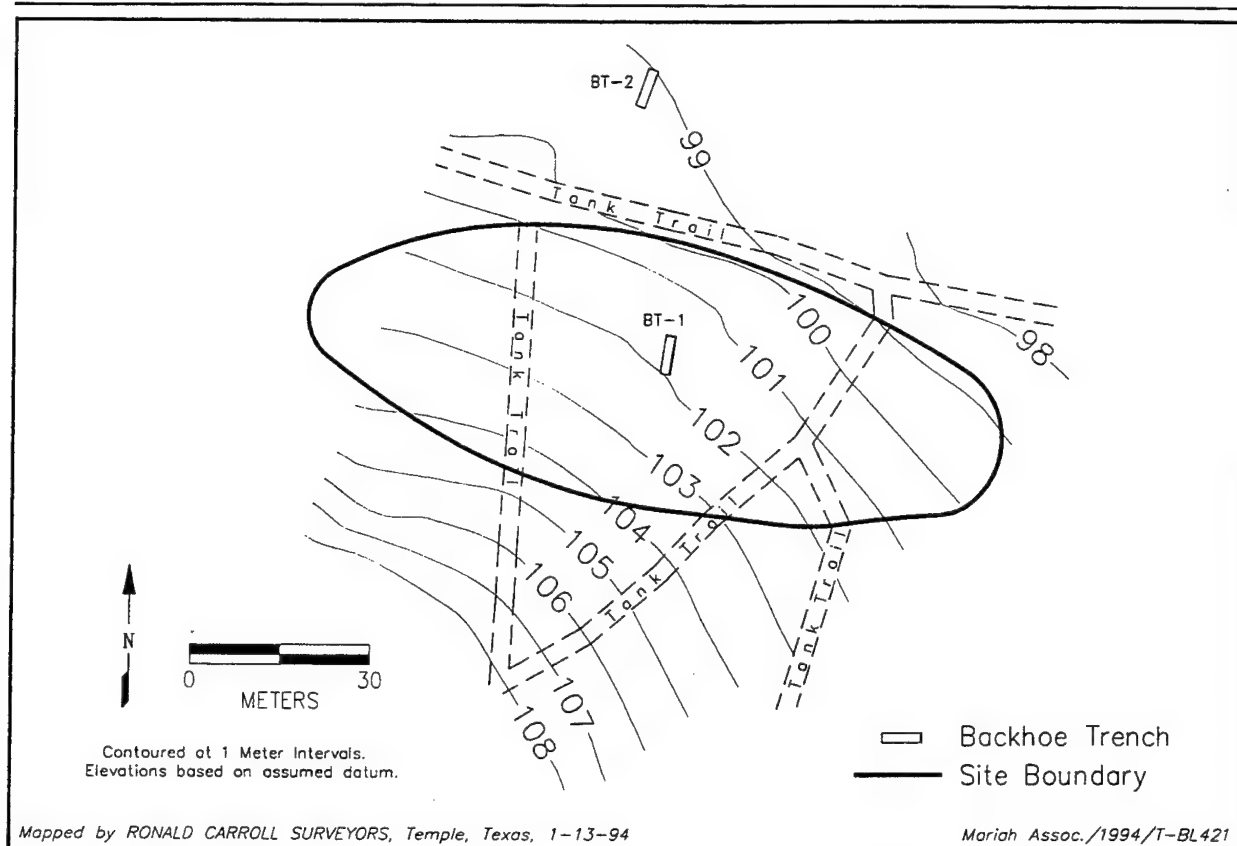 BT-2
99
Tank Trail
98
100
BT-1
101
Tank Trail
102
103
104
Tank Trail
105
106
Tank Trail
107
108
N
0 30
METERS
Contoured at 1 Meter Intervals.
Elevations based on assumed datum.
Backhoe Trench
Site Boundary
Mapped by RONALD CARROLL SURVEYORS, Temple, Texas, 1-13-94
Mariah Assoc./1994/T-BL421